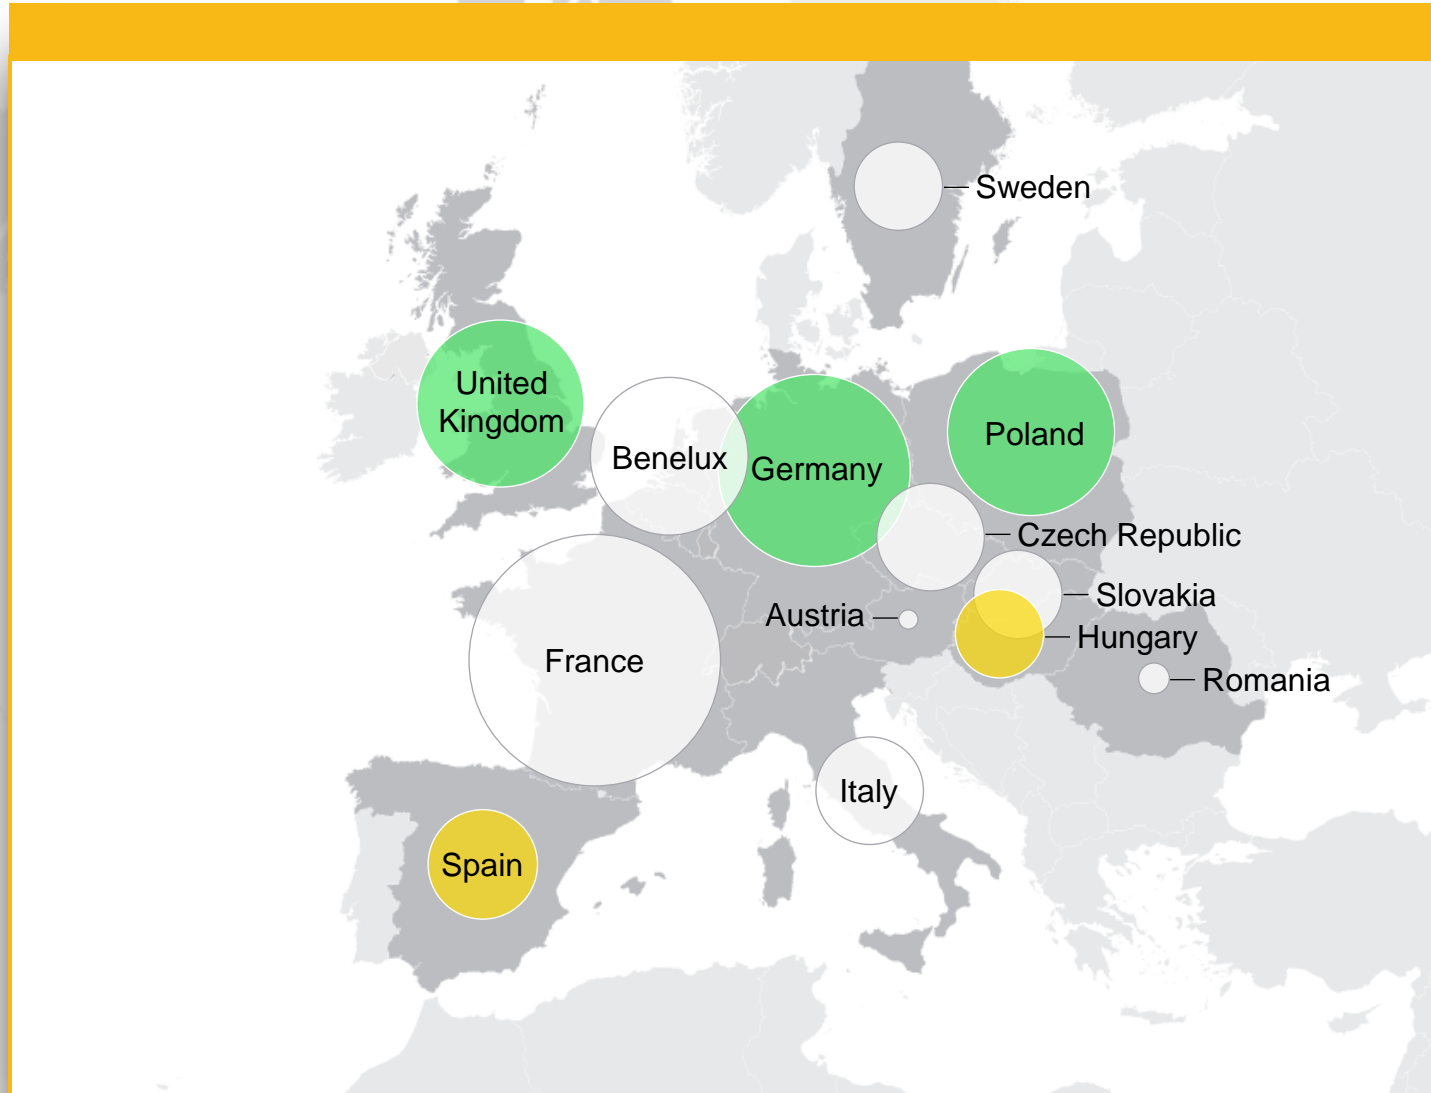 Sweden
United
Kingdom
Benelux
Germany
Poland
Czech Republic
Slovakia
Austria
Hungary
France
Romania
Italy
Spain